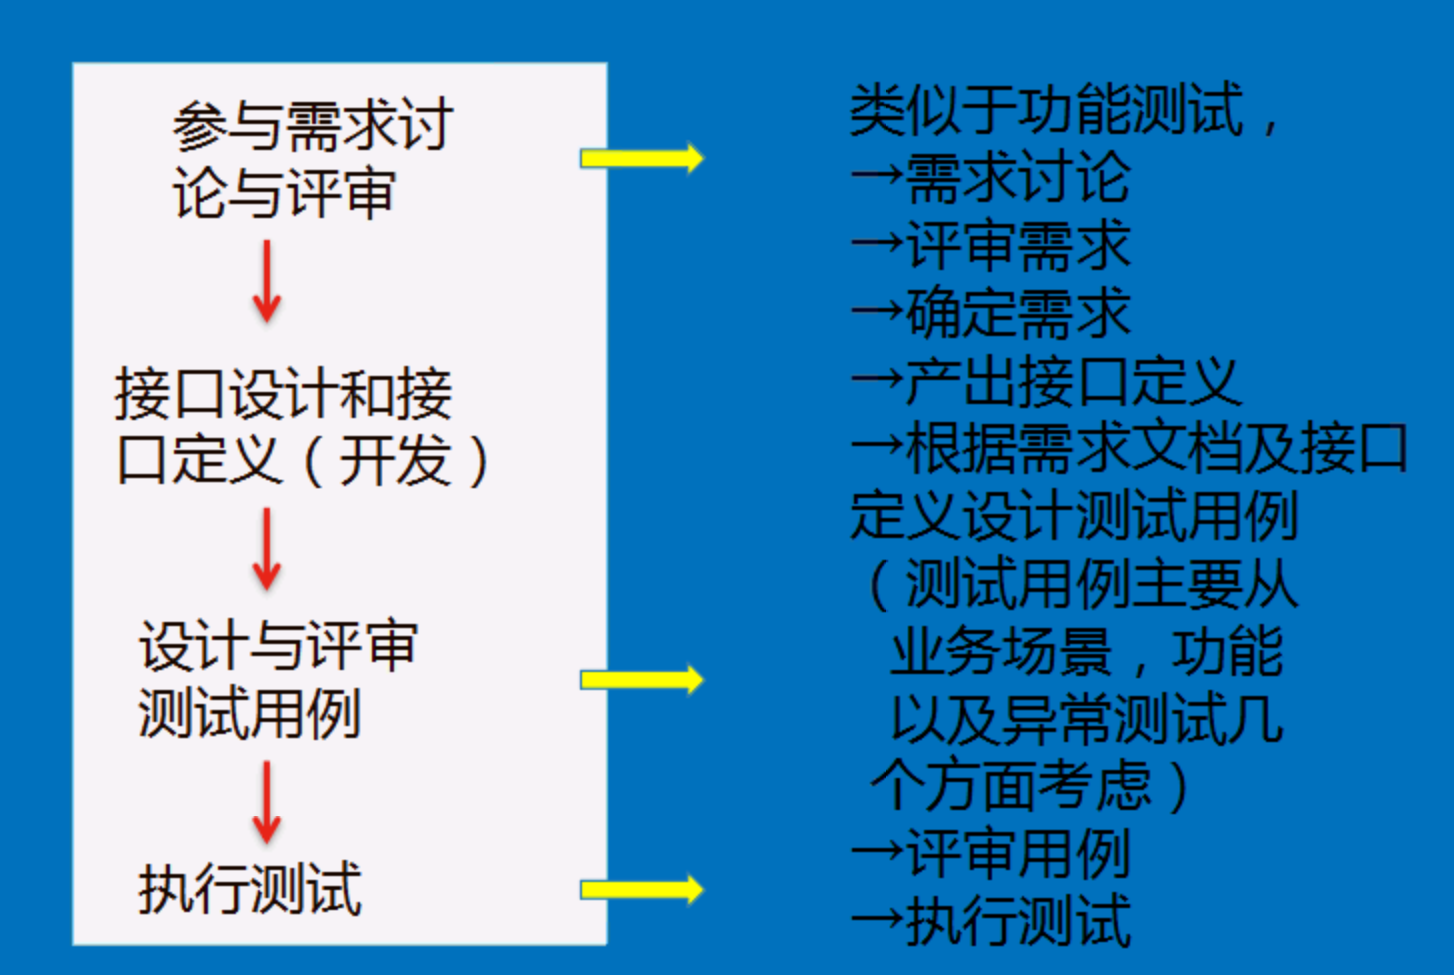 参与需求讨
论与评审
接口设计和接
口定义（开发）
设计与评审
测试用例
执行测试
类似于功能测试，
→需求讨论
→评审需求
→确定需求
→产出接口定义
→根据需求文档及接口
定义设计测试用例
（测试用例主要从
业务场景，功能
以及异常测试几
个方面考虑）
→评审用例
→执行测试